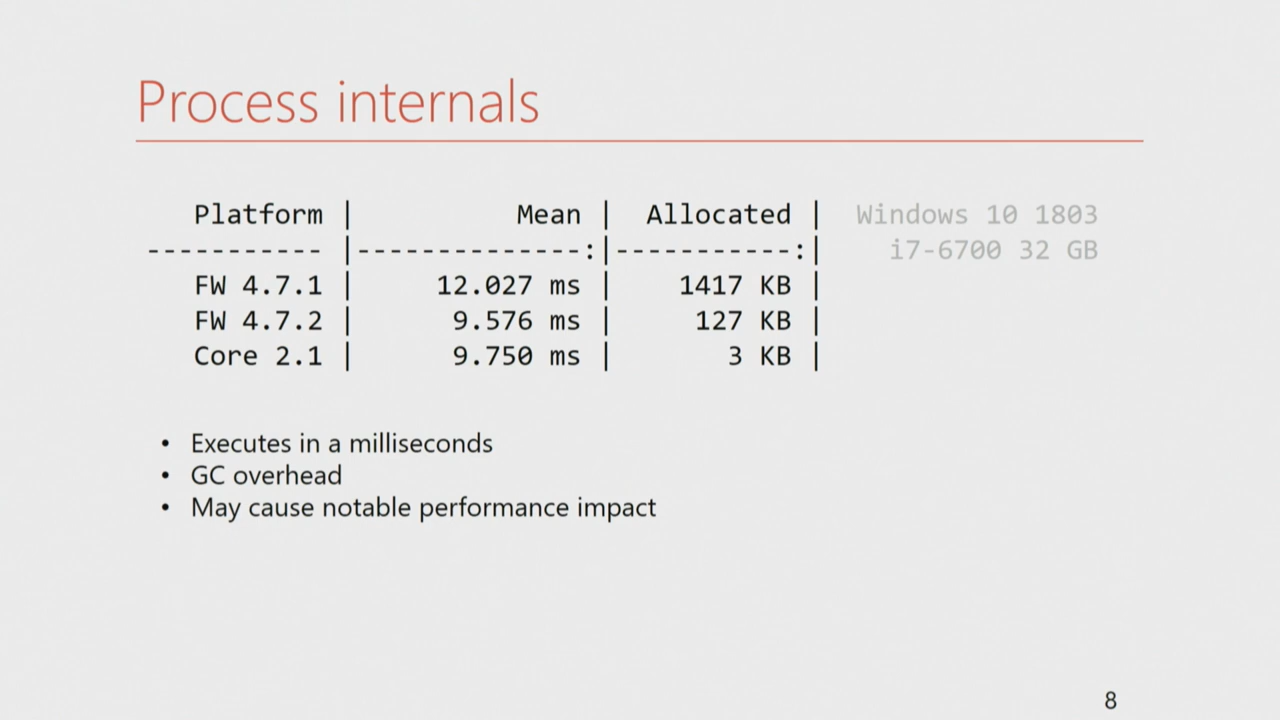 Process internals
Platform | Mean | Allocated | Windows 10 1803
----------- |--------------:|-----------:| i7-6700 32 GB
FW 4.7.1 | 12.027 ms | 1417 KB |
FW 4.7.2 | 9.576 ms | 127 KB |
Core 2.1 | 9.750 ms | 3 KB |
• Executes in a milliseconds
• GC overhead
• May cause notable performance impact
8